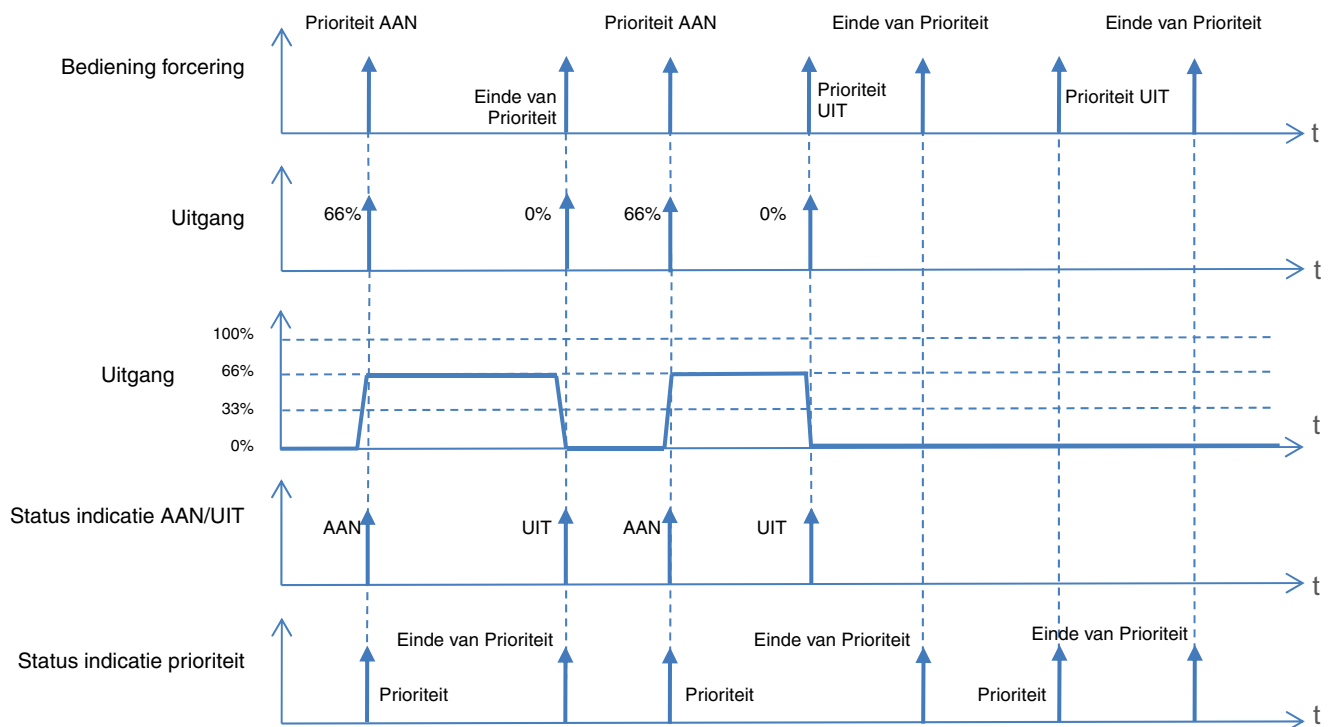 Prioriteit AAN
Prioriteit AAN
Einde van Prioriteit
Einde van Prioriteit
Bediening forcering
Einde van
Prioriteit
Prioriteit
UIT
Prioriteit UIT
t
Uitgang
66%
0%
66%
0%
t
100%
Uitgang
66%
33%
0%
t
Status indicatie AAN/UIT
AAN
UIT
AAN
UIT
t
Status indicatie prioriteit
Einde van Prioriteit
Einde van Prioriteit
Einde van Prioriteit
Prioriteit
Prioriteit
Prioriteit
t